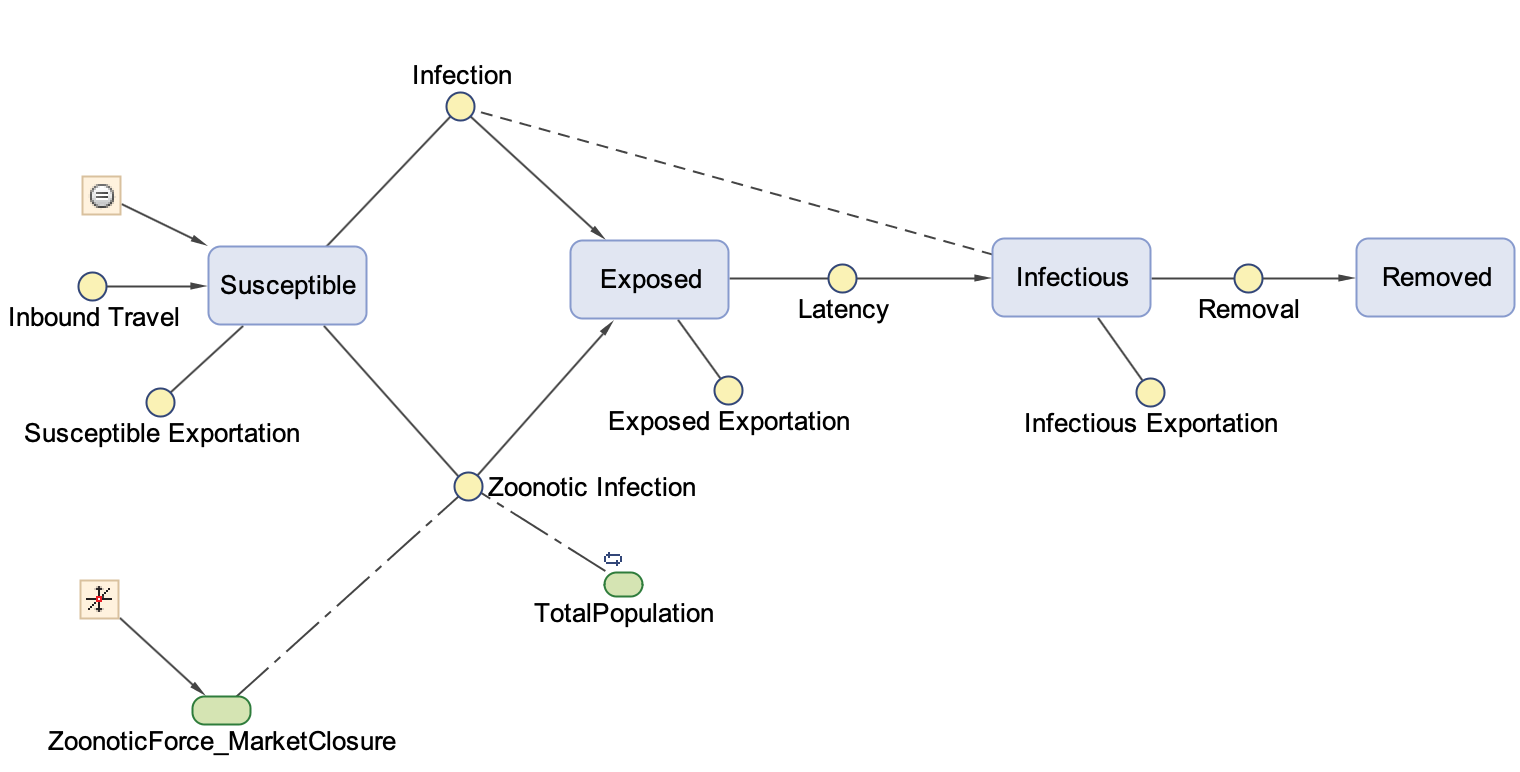 Infection
Susceptible
Exposed
Infectious
Removed
Inbound Travel
Latency
Removal
Susceptible Exportation
Exposed Exportation
Infectious Exportation
Zoonotic Infection
TotalPopulation
ZoonoticForce_MarketClosure